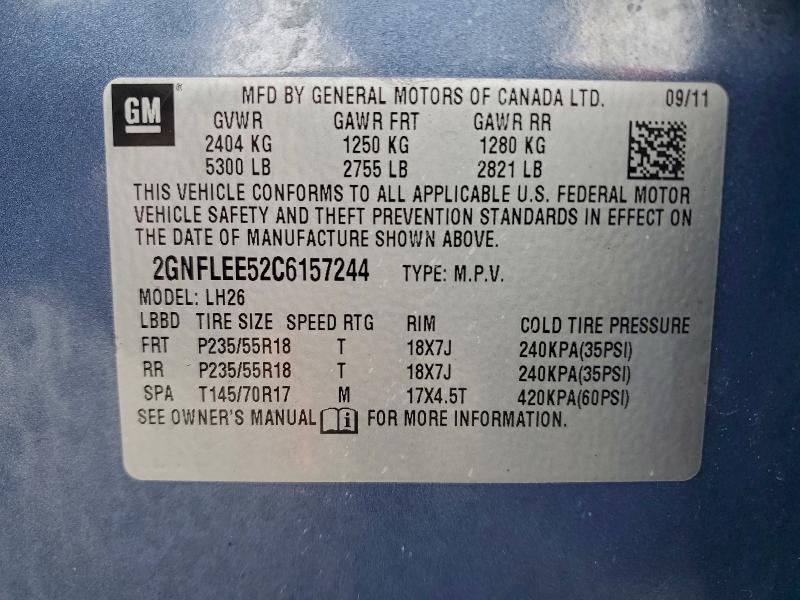 GM ® MFD BY GENERAL MOTORS OF CANADA LTD. 09/11
GVWR GAWR FRT GAWR RR
2404 KG 1250 KG 1280 KG
5300 LB 2755 LB 2821 LB
THIS VEHICLE CONFORMS TO ALL APPLICABLE U.S. FEDERAL MOTOR
VEHICLE SAFETY AND THEFT PREVENTION STANDARDS IN EFFECT ON
THE DATE OF MANUFACTURE SHOWN ABOVE.
2GNFLEE52C6157244 TYPE: M.P.V.
MODEL: LH26
LBBD TIRE SIZE SPEED RTG RIM COLD TIRE PRESSURE
FRT P235/55R18 T 18X7J 240KPA(35PSI)
RR P235/55R18 T 18X7J 240KPA(35PSI)
SPA T145/70R17 M 17X4.5T 420KPA(60PSI)
SEE OWNER'S MANUAL i FOR MORE INFORMATION.